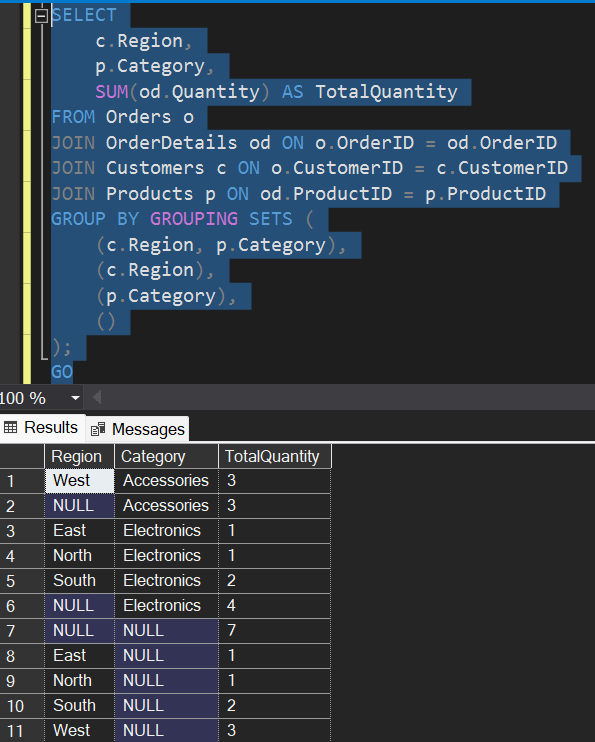 SELECT
c.Region,
p.Category,
SUM(od.Quantity) AS TotalQuantity
FROM Orders o
JOIN OrderDetails od ON o.OrderID = od.OrderID
JOIN Customers c ON o.CustomerID = c.CustomerID
JOIN Products p ON od.ProductID = p.ProductID
GROUP BY GROUPING SETS (
(c.Region, p.Category),
(c.Region),
(p.Category),
()
);
GO
100 %
Results Messages
Region Category TotalQuantity
1 West Accessories 3
2 NULL Accessories 3
3 East Electronics 1
4 North Electronics 1
5 South Electronics 2
6 NULL Electronics 4
7 NULL NULL 7
8 East NULL 1
9 North NULL 1
10 South NULL 2
11 West NULL 3